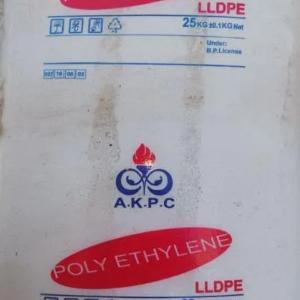 LLDPE
25KG ±0.1KG Net
Under:
B.P. License
A.K.P.C
POLY ETHYLENE
LLDPE